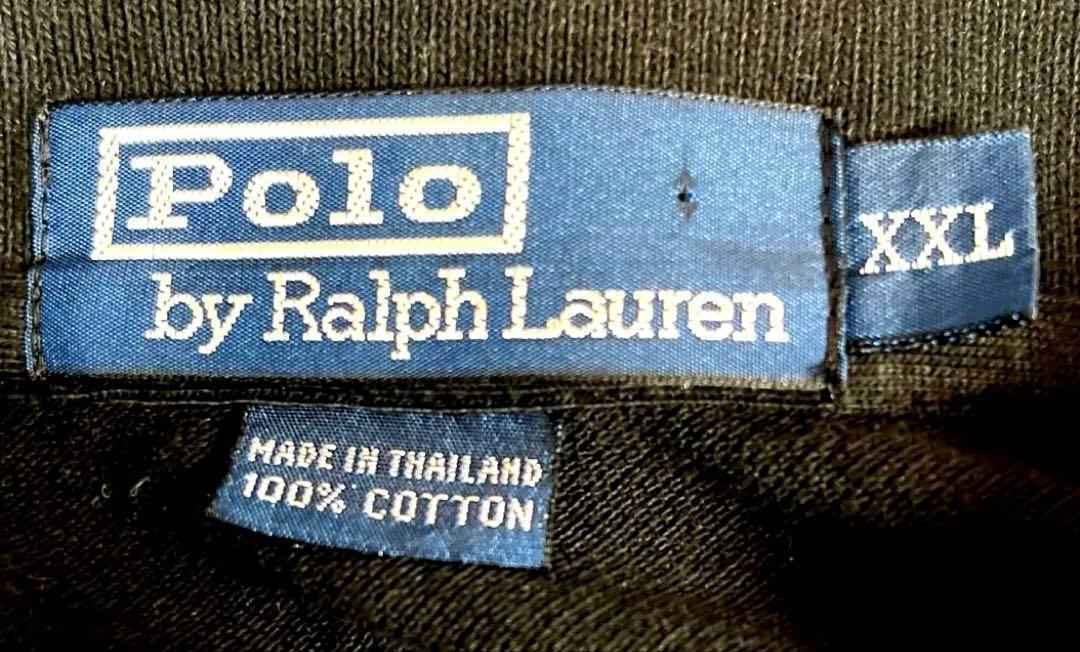 Polo
by Ralph Lauren
XXL
MADE IN THAILAND
100% COTTON